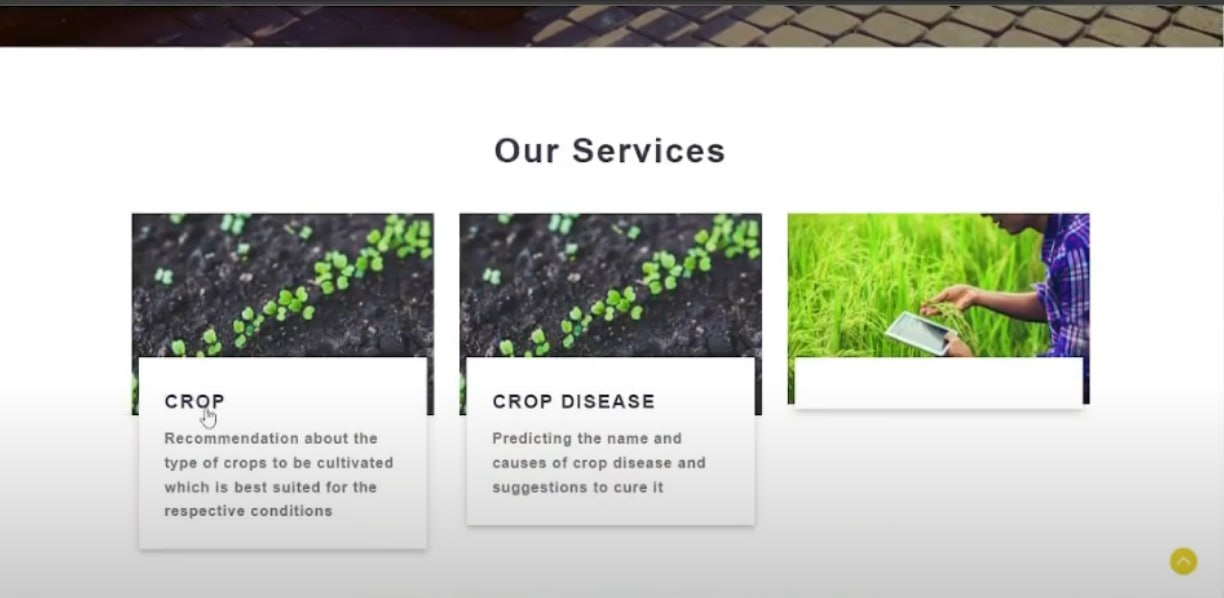 Our Services
CROP
Recommendation about the
type of crops to be cultivated
which is best suited for the
respective conditions
CROP DISEASE
Predicting the name and
causes of crop disease and
suggestions to cure it